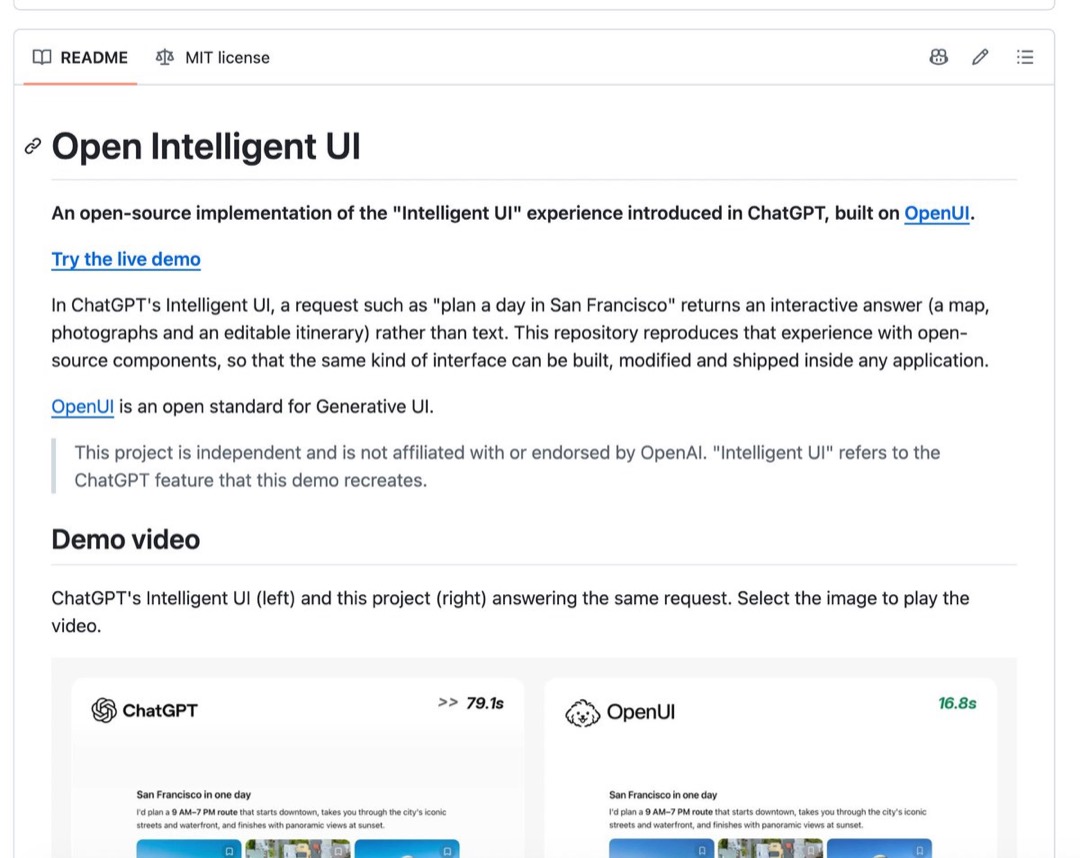 README MIT license
Open Intelligent UI
An open-source implementation of the "Intelligent UI" experience introduced in ChatGPT, built on OpenUI.
Try the live demo
In ChatGPT's Intelligent UI, a request such as "plan a day in San Francisco" returns an interactive answer (a map,
photographs and an editable itinerary) rather than text. This repository reproduces that experience with open-
source components, so that the same kind of interface can be built, modified and shipped inside any application.
OpenUI is an open standard for Generative UI.
This project is independent and is not affiliated with or endorsed by OpenAI. "Intelligent UI" refers to the
ChatGPT feature that this demo recreates.
Demo video
ChatGPT's Intelligent UI (left) and this project (right) answering the same request. Select the image to play the
video.
ChatGPT >> 79.1s
San Francisco in one day
I'd plan a 9 AM–7 PM route that starts downtown, takes you through the city's iconic
streets and waterfront, and finishes with panoramic views at sunset.
OpenUI 16.8s
San Francisco in one day
I'd plan a 9 AM–7 PM route that starts downtown, takes you through the city's iconic
streets and waterfront, and finishes with panoramic views at sunset.